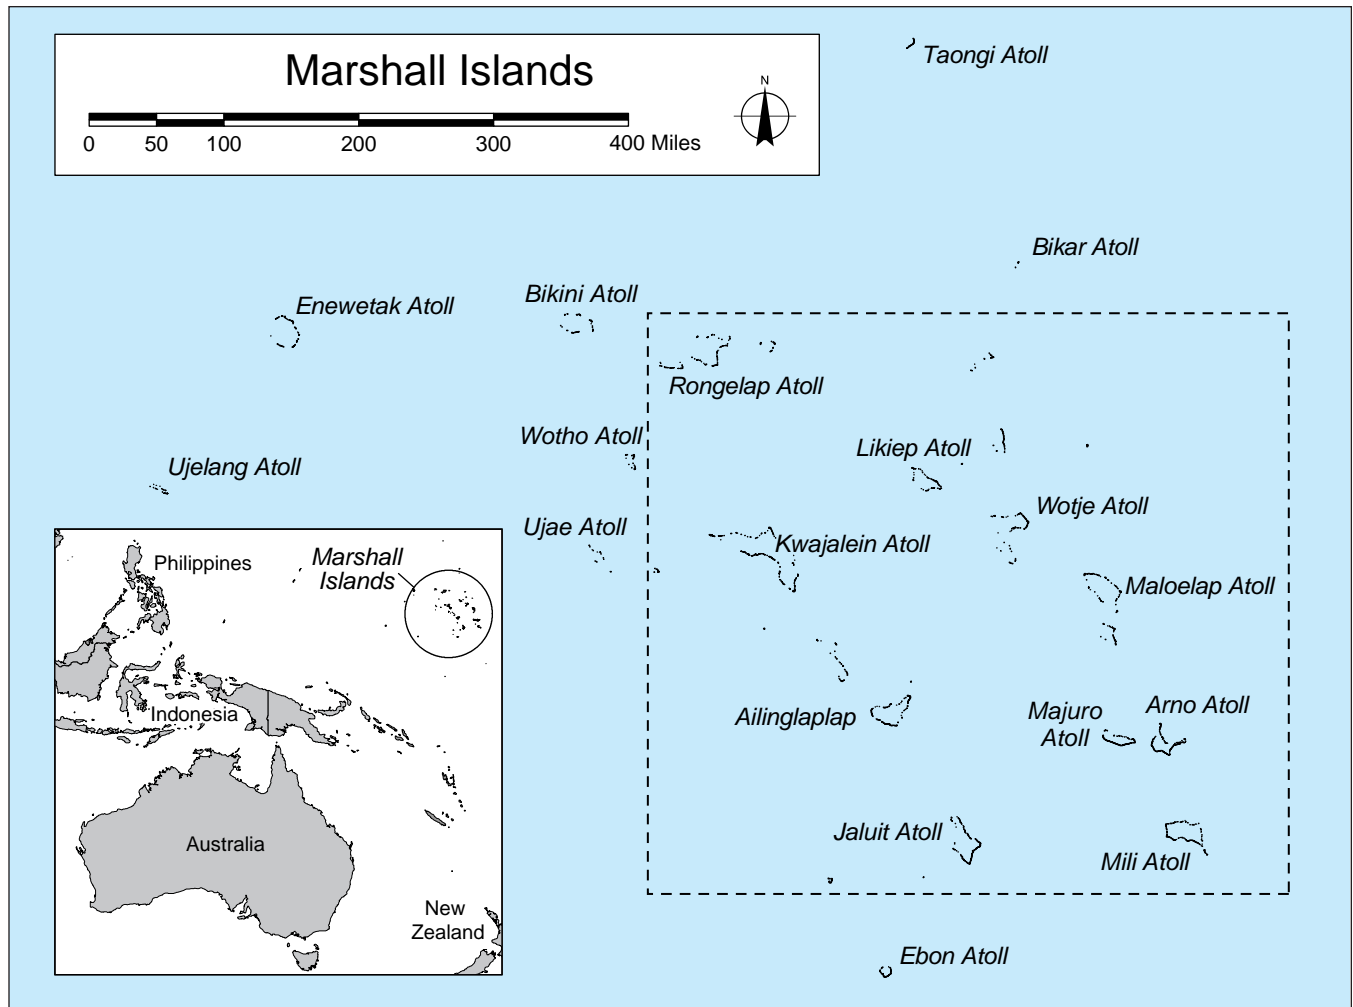 Taongi Atoll
Marshall Islands
N
0 50 100 200 300 400 Miles
Bikar Atoll
Bikini Atoll
Enewetak Atoll
Rongelap Atoll
Wotho Atoll
Likiep Atoll
Ujelang Atoll
Wotje Atoll
Ujae Atoll
Kwajalein Atoll
Marshall
Islands
Philippines
Maloelap Atoll
Arno Atoll
Majuro
Atoll
Ailinglaplap
Indonesia
Jaluit Atoll
Australia
Mili Atoll
New
Zealand
Ebon Atoll